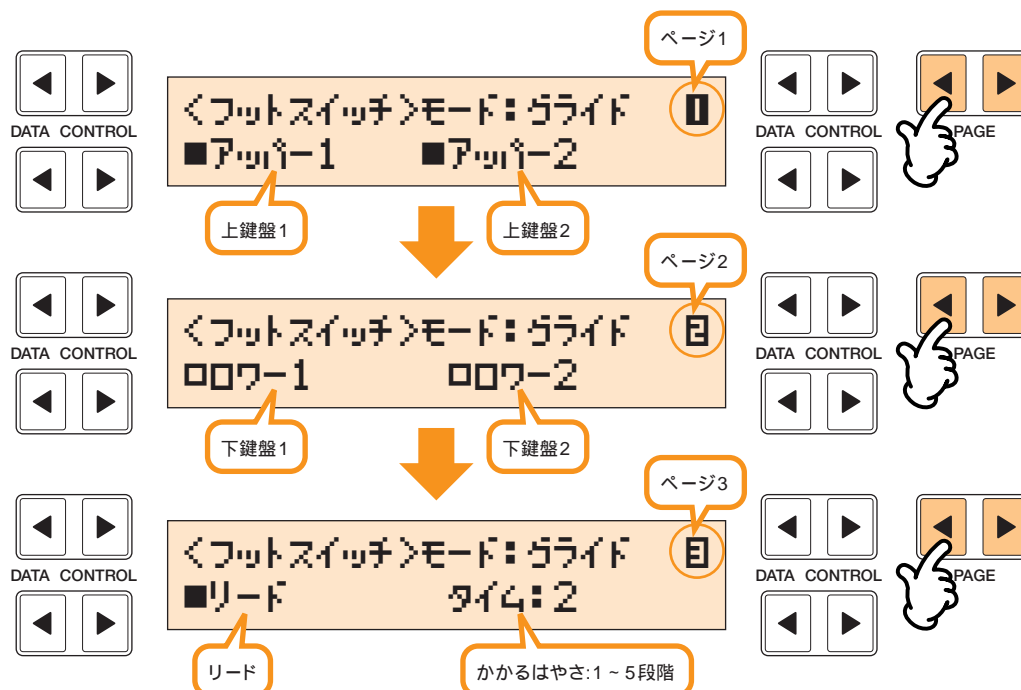 ページ1
<フットスイッチ>モード:グライド 1
■アッパー1 ■アッパー2
DATA CONTROL
DATA CONTROL
PAGE
上鍵盤1
上鍵盤2
ページ2
<フットスイッチ>モード:グライド 2
□ロワー1 □ロワー2
DATA CONTROL
DATA CONTROL
PAGE
下鍵盤1
下鍵盤2
ページ3
<フットスイッチ>モード:グライド 3
■リード タイム:2
DATA CONTROL
DATA CONTROL
PAGE
リード
かかるはやさ:1~5段階